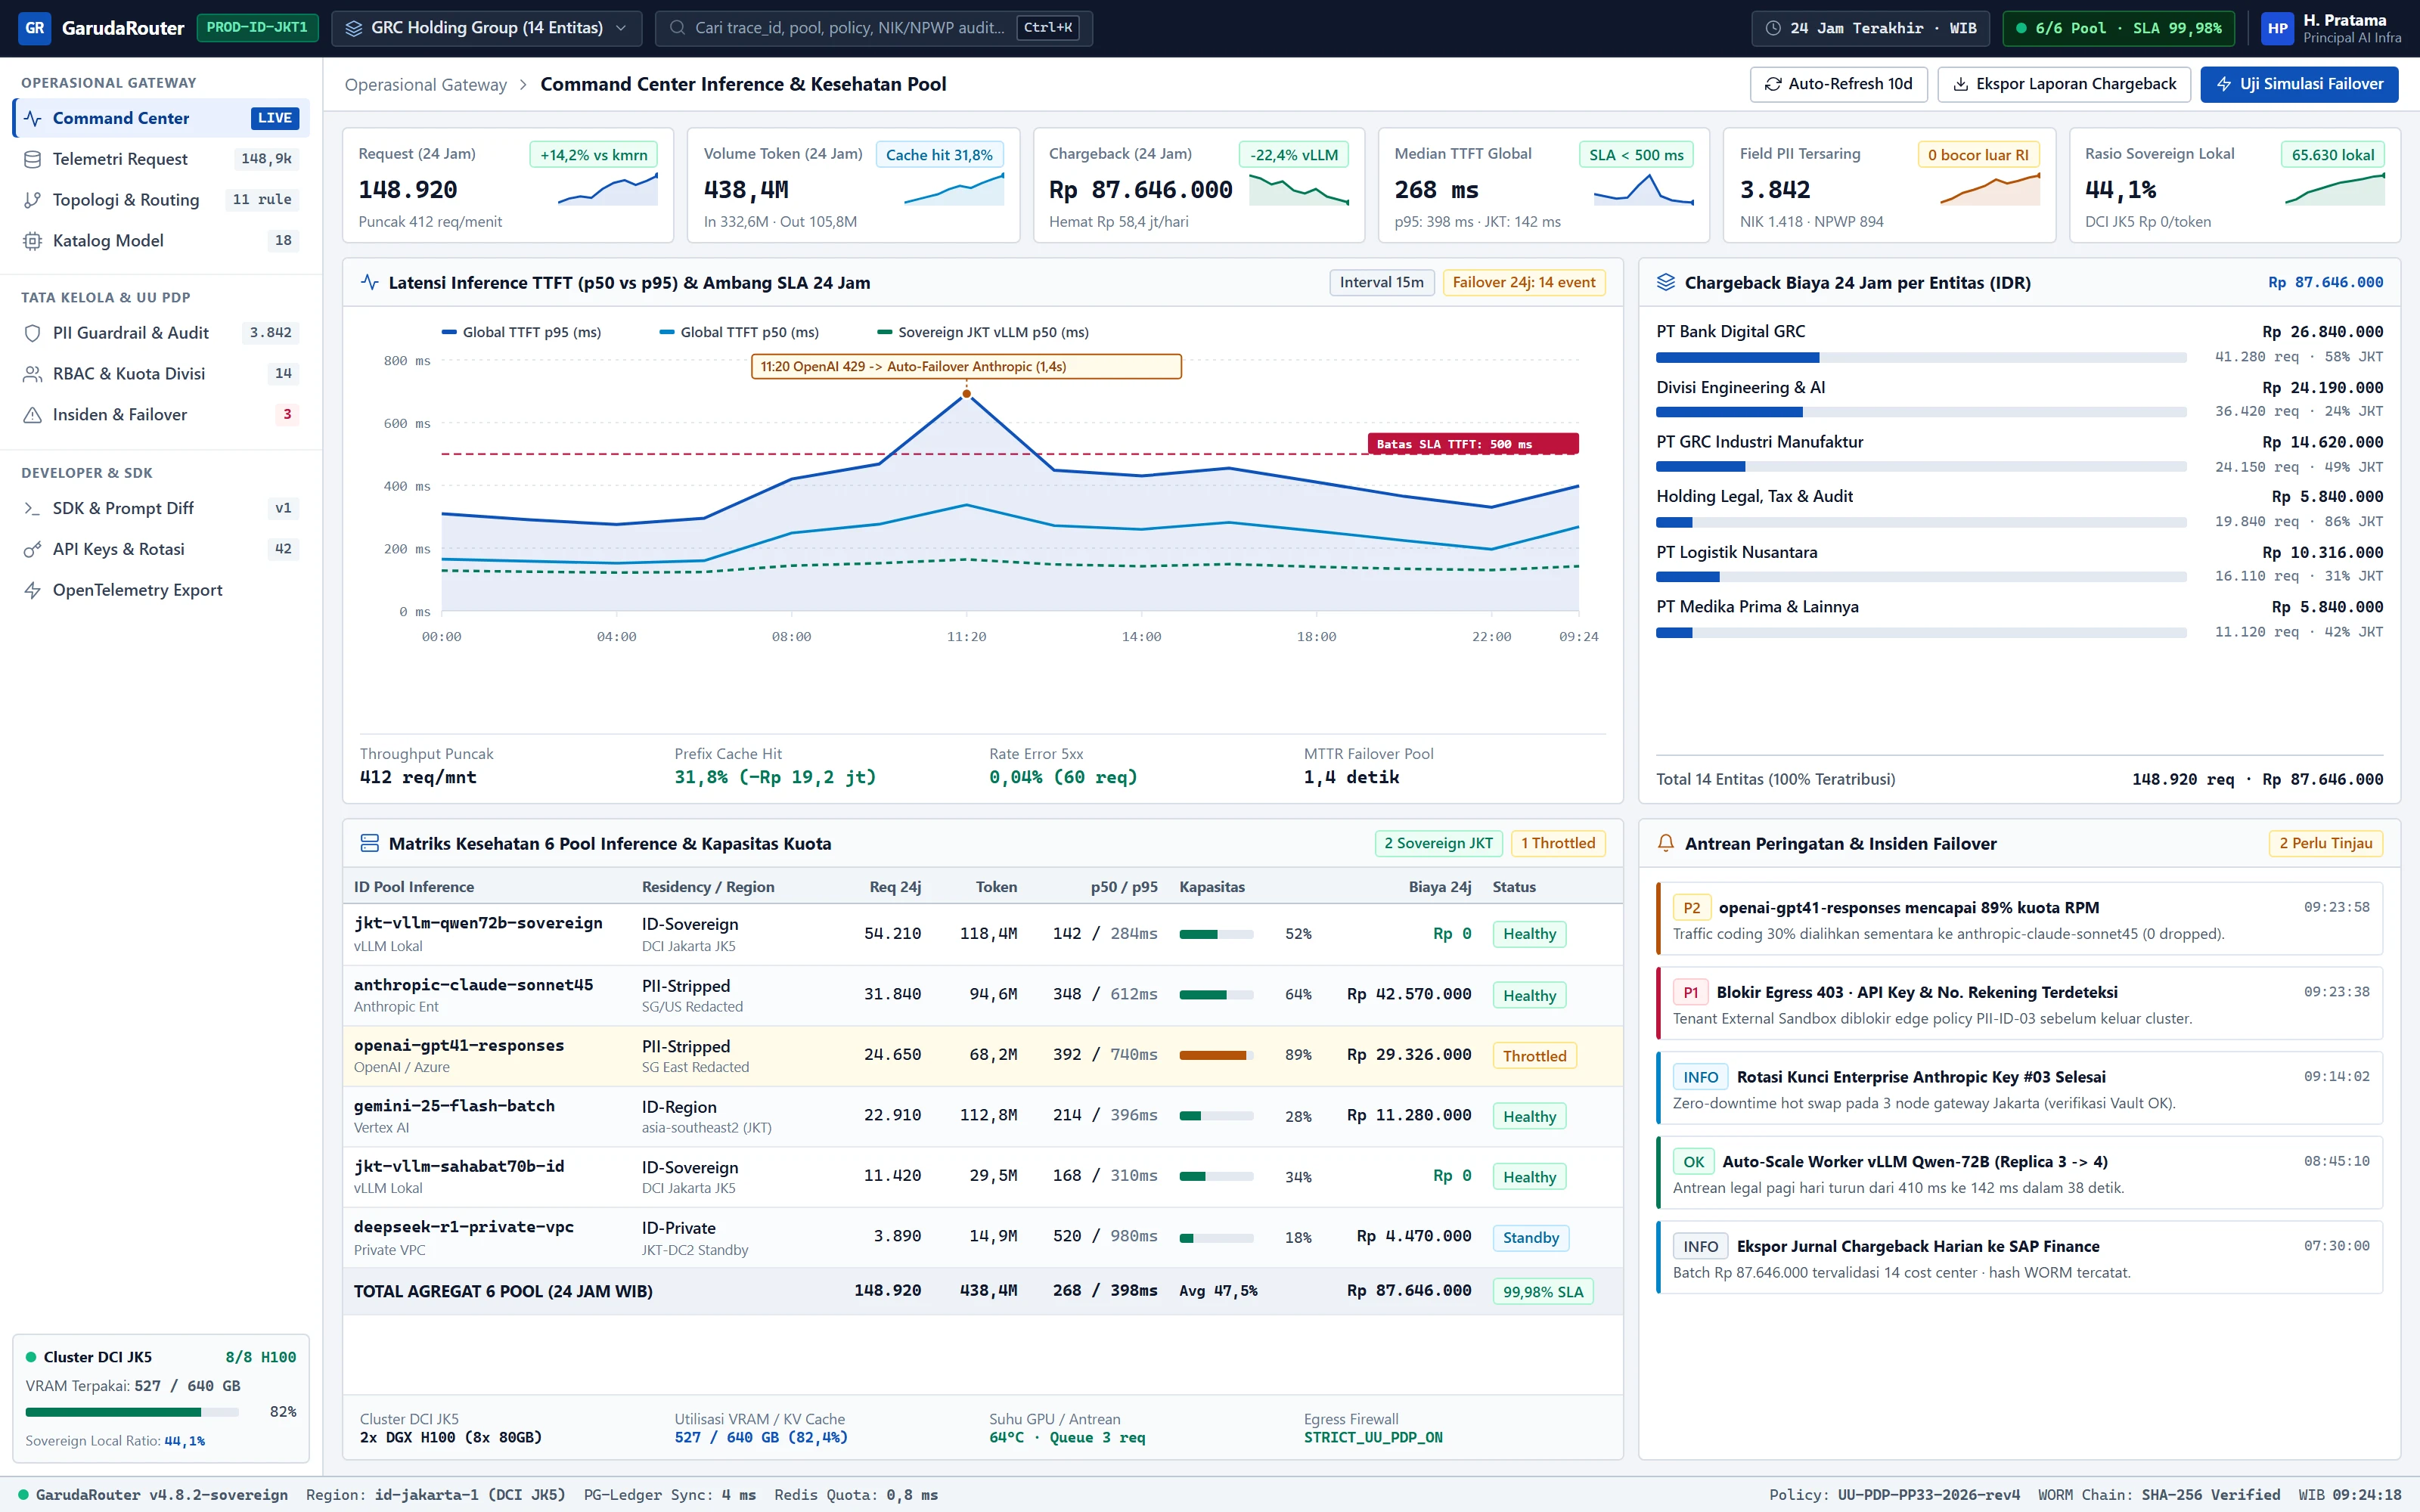 GR GarudaRouter PROD-ID-JKT1 GRC Holding Group (14 Entitas) Cari trace_id, pool, policy, NIK/NPWP audit... Ctrl+K 24 Jam Terakhir · WIB 6/6 Pool · SLA 99,98% HP H. Pratama
Principal AI Infra
OPERASIONAL GATEWAY
Command Center LIVE
Telemetri Request 148,9k
Topologi & Routing 11 rule
Katalog Model 18
TATA KELOLA & UU PDP
PII Guardrail & Audit 3.842
RBAC & Kuota Divisi 14
Insiden & Failover 3
DEVELOPER & SDK
SDK & Prompt Diff v1
API Keys & Rotasi 42
OpenTelemetry Export
Cluster DCI JK5 8/8 H100
VRAM Terpakai: 527 / 640 GB
82%
Sovereign Local Ratio: 44,1%
Operasional Gateway > Command Center Inference & Kesehatan Pool Auto-Refresh 10d Ekspor Laporan Chargeback Uji Simulasi Failover
Request (24 Jam) +14,2% vs kmrn
148.920
Puncak 412 req/menit
Volume Token (24 Jam) Cache hit 31,8%
438,4M
In 332,6M · Out 105,8M
Chargeback (24 Jam) -22,4% vLLM
Rp 87.646.000
Hemat Rp 58,4 jt/hari
Median TTFT Global SLA < 500 ms
268 ms
p95: 398 ms · JKT: 142 ms
Field PII Tersaring 0 bocor luar RI
3.842
NIK 1.418 · NPWP 894
Rasio Sovereign Lokal 65.630 lokal
44,1%
DCI JK5 Rp 0/token
Latensi Inference TTFT (p50 vs p95) & Ambang SLA 24 Jam Interval 15m Failover 24j: 14 event
Global TTFT p95 (ms) Global TTFT p50 (ms) Sovereign JKT vLLM p50 (ms)
800 ms
11:20 OpenAI 429 -> Auto-Failover Anthropic (1,4s)
600 ms
Batas SLA TTFT: 500 ms
400 ms
200 ms
0 ms
00:00 04:00 08:00 11:20 14:00 18:00 22:00 09:24
Throughput Puncak Prefix Cache Hit Rate Error 5xx MTTR Failover Pool
412 req/mnt 31,8% (−Rp 19,2 jt) 0,04% (60 req) 1,4 detik
Chargeback Biaya 24 Jam per Entitas (IDR) Rp 87.646.000
PT Bank Digital GRC Rp 26.840.000
41.280 req · 58% JKT
Divisi Engineering & AI Rp 24.190.000
36.420 req · 24% JKT
PT GRC Industri Manufaktur Rp 14.620.000
24.150 req · 49% JKT
Holding Legal, Tax & Audit Rp 5.840.000
19.840 req · 86% JKT
PT Logistik Nusantara Rp 10.316.000
16.110 req · 31% JKT
PT Medika Prima & Lainnya Rp 5.840.000
11.120 req · 42% JKT
Total 14 Entitas (100% Teratribusi) 148.920 req · Rp 87.646.000
Matriks Kesehatan 6 Pool Inference & Kapasitas Kuota 2 Sovereign JKT 1 Throttled
ID Pool Inference Residency / Region Req 24j Token p50 / p95 Kapasitas Biaya 24j Status
jkt-vllm-qwen72b-sovereign ID-Sovereign 54.210 118,4M 142 / 284ms 52% Rp 0 Healthy
vLLM Lokal DCI Jakarta JK5
anthropic-claude-sonnet45 PII-Stripped 31.840 94,6M 348 / 612ms 64% Rp 42.570.000 Healthy
Anthropic Ent SG/US Redacted
openai-gpt41-responses PII-Stripped 24.650 68,2M 392 / 740ms 89% Rp 29.326.000 Throttled
OpenAI / Azure SG East Redacted
gemini-25-flash-batch ID-Region 22.910 112,8M 214 / 396ms 28% Rp 11.280.000 Healthy
Vertex AI asia-southeast2 (JKT)
jkt-vllm-sahabat70b-id ID-Sovereign 11.420 29,5M 168 / 310ms 34% Rp 0 Healthy
vLLM Lokal DCI Jakarta JK5
deepseek-r1-private-vpc ID-Private 3.890 14,9M 520 / 980ms 18% Rp 4.470.000 Standby
Private VPC JKT-DC2 Standby
TOTAL AGREGAT 6 POOL (24 JAM WIB) 148.920 438,4M 268 / 398ms Avg 47,5% Rp 87.646.000 99,98% SLA
Cluster DCI JK5 Utilisasi VRAM / KV Cache Suhu GPU / Antrean Egress Firewall
2x DGX H100 (8x 80GB) 527 / 640 GB (82,4%) 64°C · Queue 3 req STRICT_UU_PDP_ON
Antrean Peringatan & Insiden Failover 2 Perlu Tinjau
P2 openai-gpt41-responses mencapai 89% kuota RPM 09:23:58
Traffic coding 30% dialihkan sementara ke anthropic-claude-sonnet45 (0 dropped).
P1 Blokir Egress 403 · API Key & No. Rekening Terdeteksi 09:23:38
Tenant External Sandbox diblokir edge policy PII-ID-03 sebelum keluar cluster.
INFO Rotasi Kunci Enterprise Anthropic Key #03 Selesai 09:14:02
Zero-downtime hot swap pada 3 node gateway Jakarta (verifikasi Vault OK).
OK Auto-Scale Worker vLLM Qwen-72B (Replica 3 -> 4) 08:45:10
Antrean legal pagi hari turun dari 410 ms ke 142 ms dalam 38 detik.
INFO Ekspor Jurnal Chargeback Harian ke SAP Finance 07:30:00
Batch Rp 87.646.000 tervalidasi 14 cost center · hash WORM tercatat.
GarudaRouter v4.8.2-sovereign Region: id-jakarta-1 (DCI JK5) PG-Ledger Sync: 4 ms Redis Quota: 0,8 ms Policy: UU-PDP-PP33-2026-rev4 WORM Chain: SHA-256 Verified WIB 09:24:18